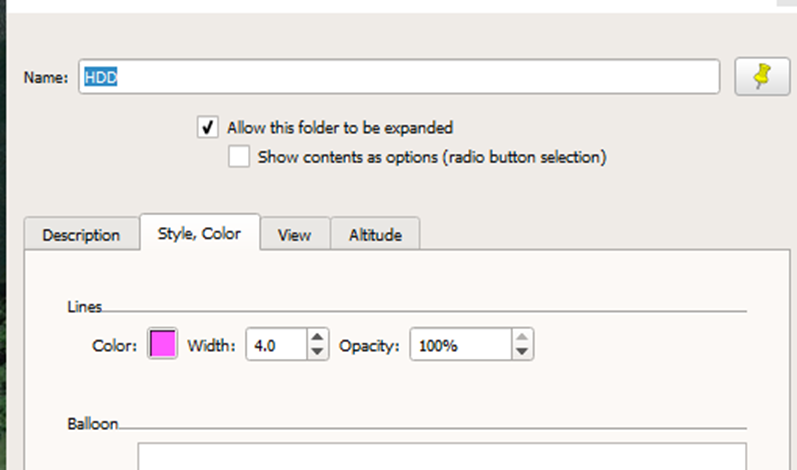 Name: HDD
Allow this folder to be expanded
Show contents as options (radio button selection)
Description Style, Color View Altitude
Lines
Color: Width: 4.0 Opacity: 100%
Balloon